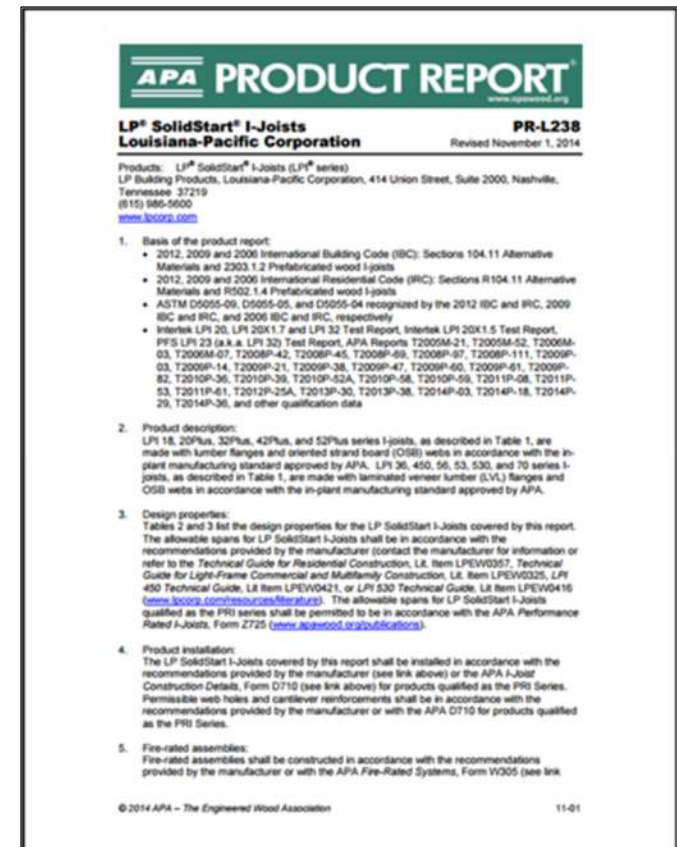 APA PRODUCT REPORT®
www.apawood.org
LP® SolidStart® I-Joists PR-L238
Louisiana-Pacific Corporation Revised November 1, 2014
Products: LP® SolidStart® I-Joists (LPI® series)
LP Building Products, Louisiana-Pacific Corporation, 414 Union Street, Suite 2000, Nashville,
Tennessee 37219
(615) 986-5600
www.lpcorp.com
1. Basis of the product report:
• 2012, 2009 and 2006 International Building Code (IBC): Sections 104.11 Alternative
Materials and 2303.1.2 Prefabricated wood I-joists
• 2012, 2009 and 2006 International Residential Code (IRC): Sections R104.11 Alternative
Materials and R502.1.4 Prefabricated wood I-joists
• ASTM D5055-09, D5055-05, and D5055-04 recognized by the 2012 IBC and IRC, 2009
IBC and IRC, and 2006 IBC and IRC, respectively
• Intertek LPI 20, LPI 20X1.7 and LPI 32 Test Report, Intertek LPI 20X1.5 Test Report,
PFS LPI 23 (a.k.a. LPI 32) Test Report, APA Reports T2005M-21, T2005M-52, T2006M-
03, T2006M-07, T2008P-42, T2008P-45, T2008P-69, T2008P-97, T2008P-111, T2009P-
03, T2009P-14, T2009P-21, T2009P-38, T2009P-47, T2009P-60, T2009P-61, T2009P-
82, T2010P-36, T2010P-39, T2010P-52A, T2010P-58, T2010P-59, T2011P-08, T2011P-
53, T2011P-61, T2012P-25A, T2013P-30, T2013P-38, T2014P-03, T2014P-18, T2014P-
29, T2014P-36, and other qualification data
2. Product description:
LPI 18, 20Plus, 32Plus, 42Plus, and 52Plus series I-joists, as described in Table 1, are
made with lumber flanges and oriented strand board (OSB) webs in accordance with the in-
plant manufacturing standard approved by APA. LPI 36, 450, 56, 53, 530, and 70 series I-
joists, as described in Table 1, are made with laminated veneer lumber (LVL) flanges and
OSB webs in accordance with the in-plant manufacturing standard approved by APA.
3. Design properties:
Tables 2 and 3 list the design properties for the LP SolidStart I-Joists covered by this report.
The allowable spans for LP SolidStart I-Joists shall be in accordance with the
recommendations provided by the manufacturer (contact the manufacturer for information or
refer to the Technical Guide for Residential Construction, Lit. Item LPEW0357, Technical
Guide for Light-Frame Commercial and Multifamily Construction, Lit. Item LPEW0325, LPI
450 Technical Guide, Lit Item LPEW0421, or LPI 530 Technical Guide, Lit Item LPEW0416
(www.lpcorp.com/resources/literature). The allowable spans for LP SolidStart I-Joists
qualified as the PRI series shall be permitted to be in accordance with the APA Performance
Rated I-Joists, Form Z725 (www.apawood.org/publications).
4. Product installation:
The LP SolidStart I-Joists covered by this report shall be installed in accordance with the
recommendations provided by the manufacturer (see link above) or the APA I-Joist
Construction Details, Form D710 (see link above) for products qualified as the PRI Series.
Permissible web holes and cantilever reinforcements shall be in accordance with the
recommendations provided by the manufacturer or with the APA D710 for products qualified
as the PRI Series.
5. Fire-rated assemblies:
Fire-rated assemblies shall be constructed in accordance with the recommendations
provided by the manufacturer or with the APA Fire-Rated Systems, Form W305 (see link
© 2014 APA – The Engineered Wood Association 11-01